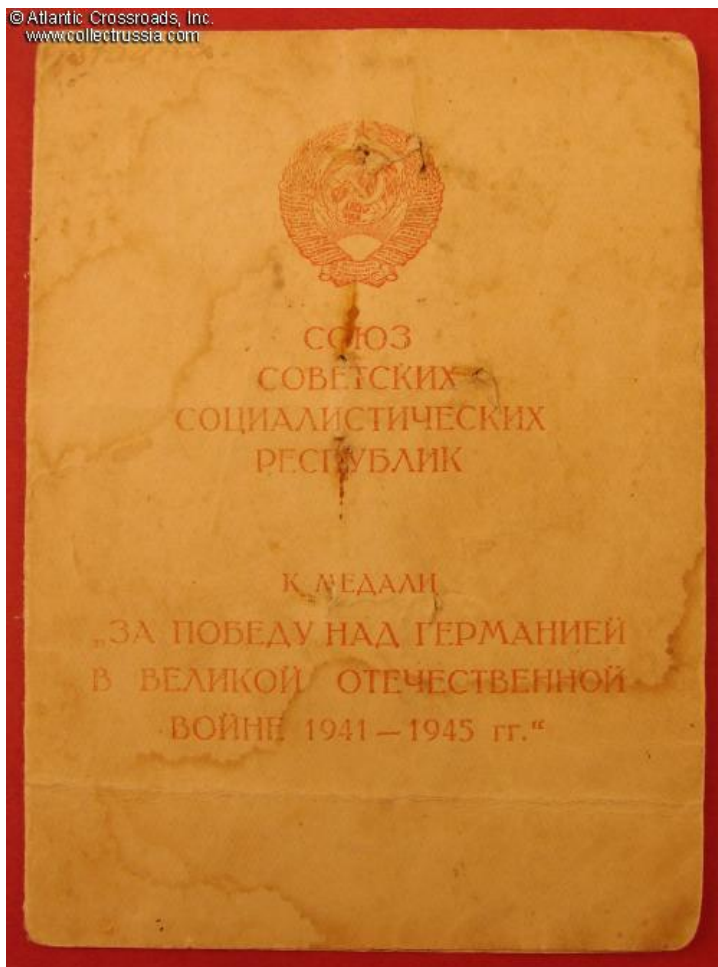 © Atlantic Crossroads, Inc.
www.collectrussia.com
СОЮЗ
СОВЕТСКИХ
СОЦИАЛИСТИЧЕСКИХ
РЕСПУБЛИК
К МЕДАЛИ
„ЗА ПОБЕДУ НАД ГЕРМАНИЕЙ
В ВЕЛИКОЙ ОТЕЧЕСТВЕННОЙ
ВОЙНЕ 1941 — 1945 гг.“